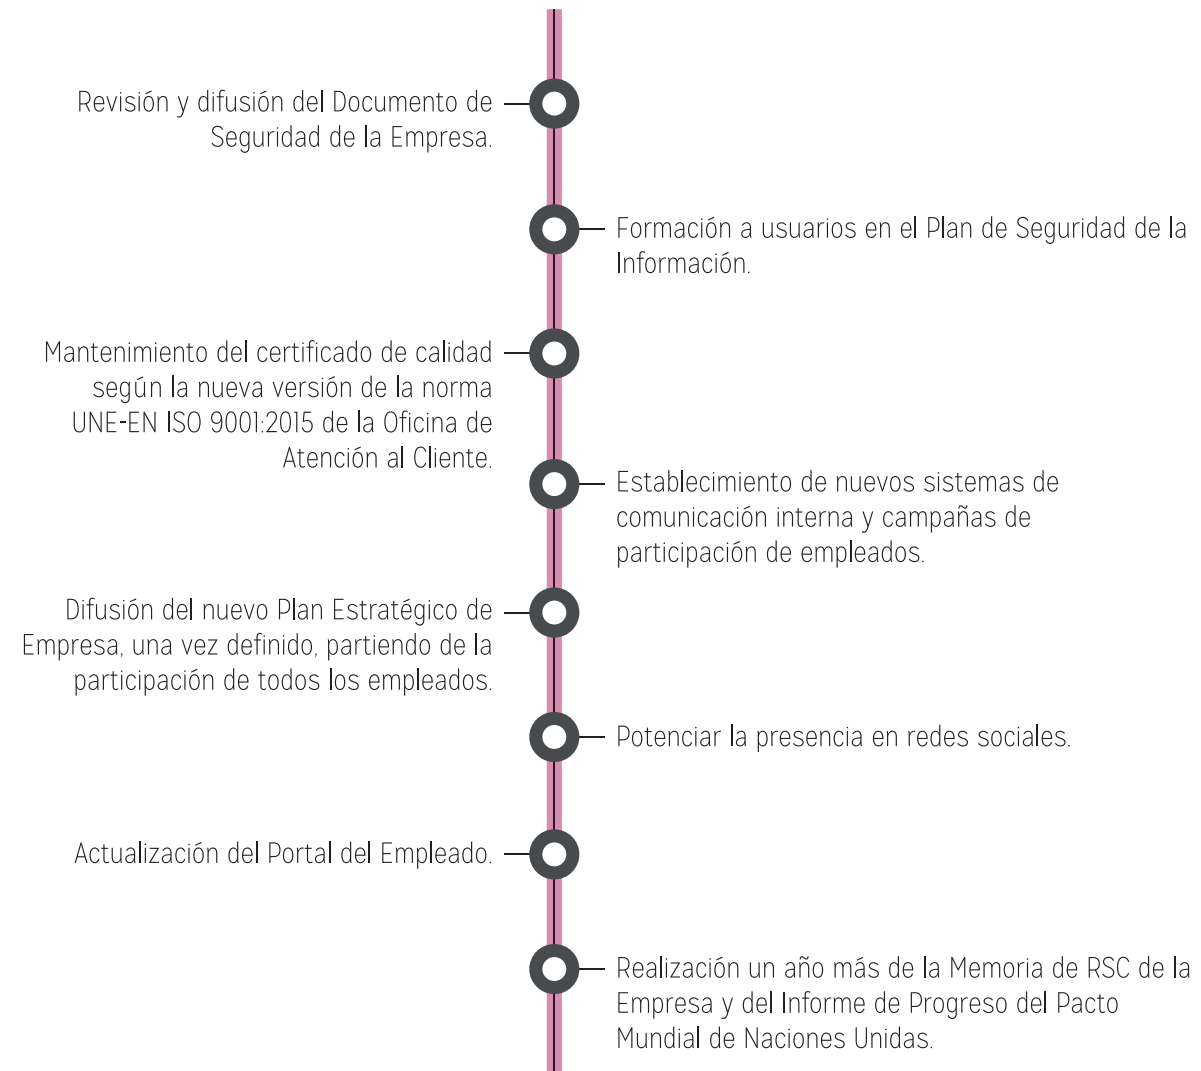 Revisión y difusión del Documento de
Seguridad de la Empresa.
Formación a usuarios en el Plan de Seguridad de la
Información.
Mantenimiento del certificado de calidad
según la nueva versión de la norma
UNE-EN ISO 9001:2015 de la Oficina de
Atención al Cliente.
Establecimiento de nuevos sistemas de
comunicación interna y campañas de
participación de empleados.
Difusión del nuevo Plan Estratégico de
Empresa, una vez definido, partiendo de la
participación de todos los empleados.
Potenciar la presencia en redes sociales.
Actualización del Portal del Empleado.
Realización un año más de la Memoria de RSC de la
Empresa y del Informe de Progreso del Pacto
Mundial de Naciones Unidas.